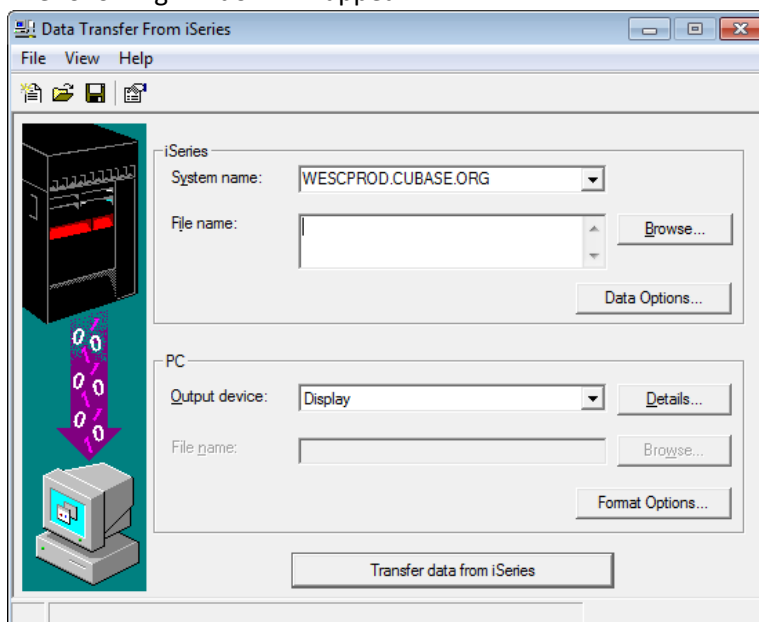 Data Transfer From iSeries
File View Help
iSeries
System name: WESCPROD.CUBASE.ORG
File name: Browse...
Data Options...
PC
Output device: Display Details...
File name: Browse...
Format Options...
Transfer data from iSeries